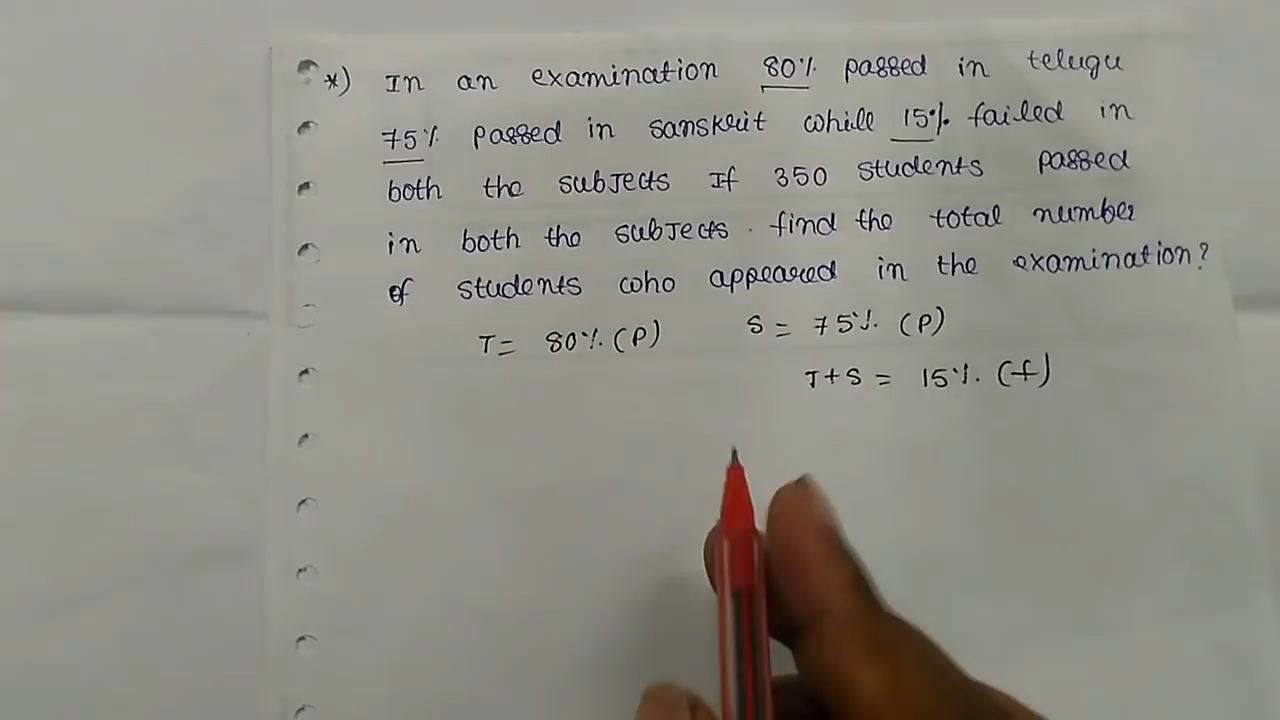 *) In an examination 80% passed in telugu
75% passed in sanskrit while 15% failed in
both the subjects If 350 students passed
in both the subjects. find the total number
of students who appeared in the examination?
T = 80% (P) S = 75% (P)
T+S = 15% (f)